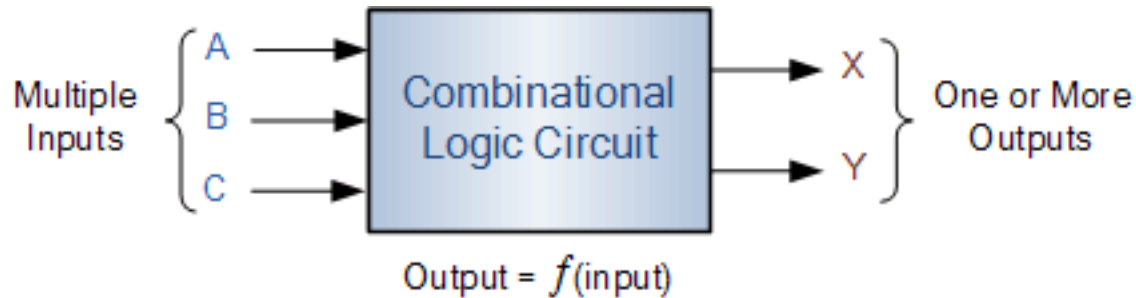 Multiple
Inputs
A
B
C
Combinational
Logic Circuit
X
Y
One or More
Outputs
Output = f(input)